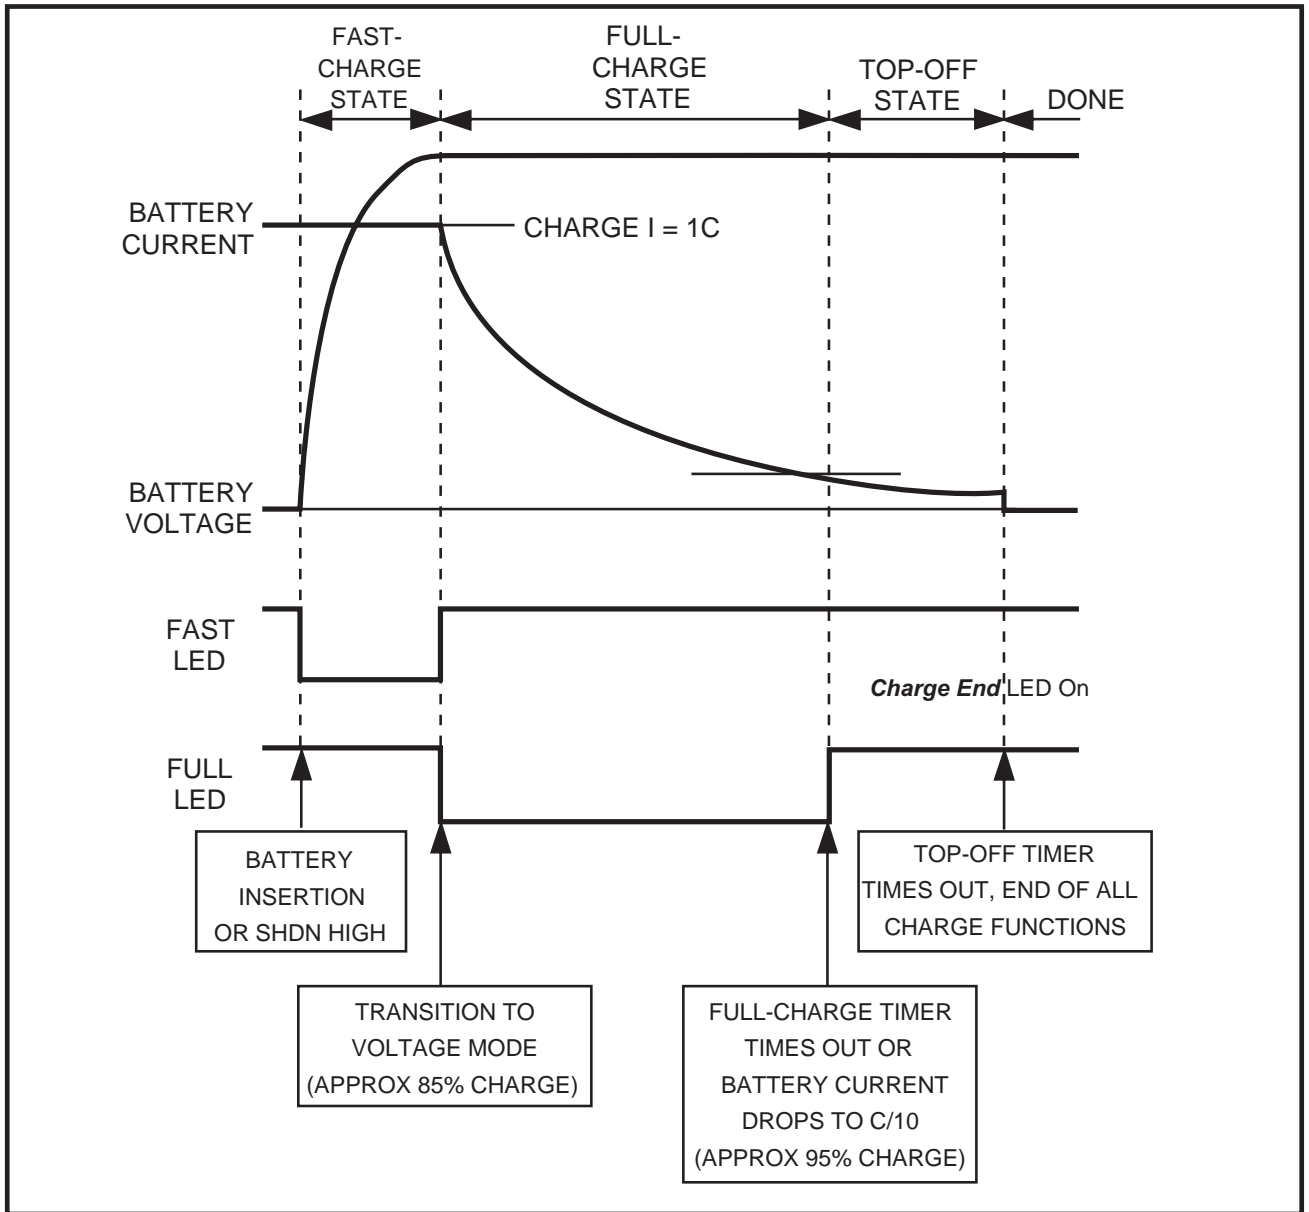 FAST-
CHARGE
STATE
FULL-
CHARGE
STATE
TOP-OFF
STATE
DONE
BATTERY
CURRENT
CHARGE I = 1C
BATTERY
VOLTAGE
FAST
LED
Charge End LED On
FULL
LED
BATTERY
INSERTION
OR SHDN HIGH
TOP-OFF TIMER
TIMES OUT, END OF ALL
CHARGE FUNCTIONS
TRANSITION TO
VOLTAGE MODE
(APPROX 85% CHARGE)
FULL-CHARGE TIMER
TIMES OUT OR
BATTERY CURRENT
DROPS TO C/10
(APPROX 95% CHARGE)